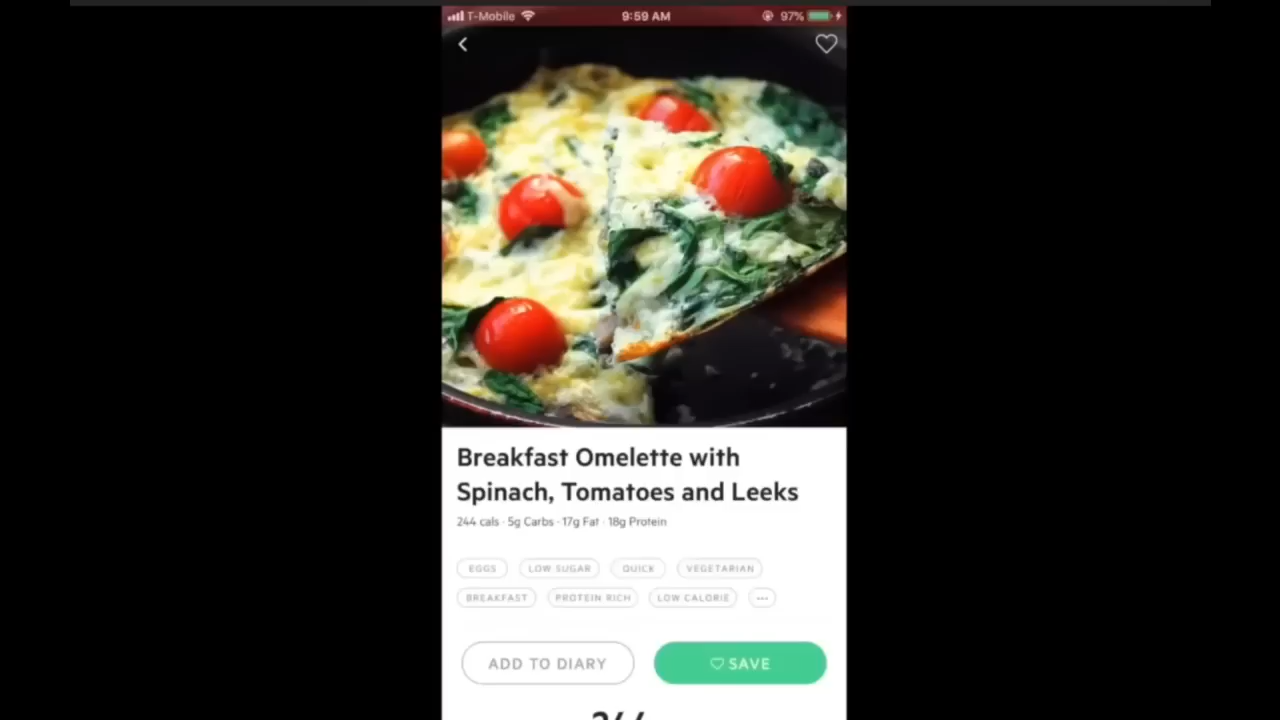 T-Mobile 9:59 AM 97%
Breakfast Omelette with
Spinach, Tomatoes and Leeks
244 cals · 5g Carbs · 17g Fat · 18g Protein
EGGS LOW SUGAR QUICK VEGETARIAN
BREAKFAST PROTEIN RICH LOW CALORIE ...
ADD TO DIARY SAVE